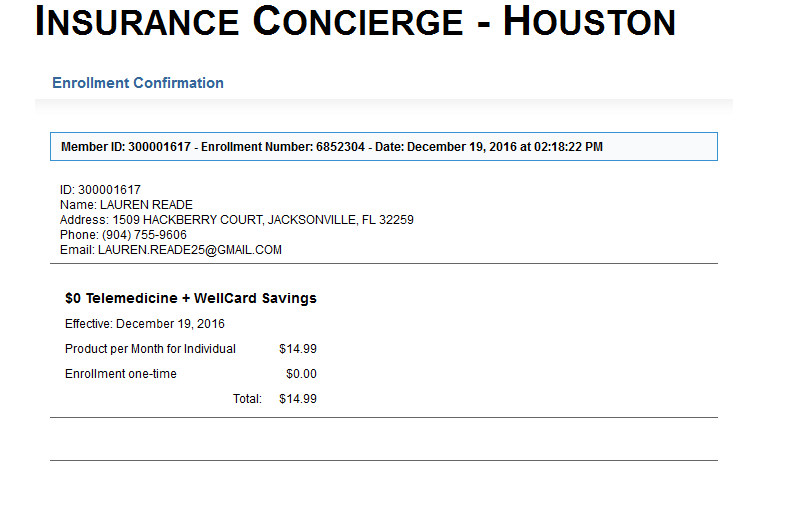 INSURANCE CONCIERGE - HOUSTON
Enrollment Confirmation
Member ID: 300001617 - Enrollment Number: 6852304 - Date: December 19, 2016 at 02:18:22 PM
ID: 300001617
Name: LAUREN READE
Address: 1509 HACKBERRY COURT, JACKSONVILLE, FL 32259
Phone: (904) 755-9606
Email: LAUREN.READE25@GMAIL.COM
$0 Telemedicine + WellCard Savings
Effective: December 19, 2016
Product per Month for Individual $14.99
Enrollment one-time $0.00
Total: $14.99